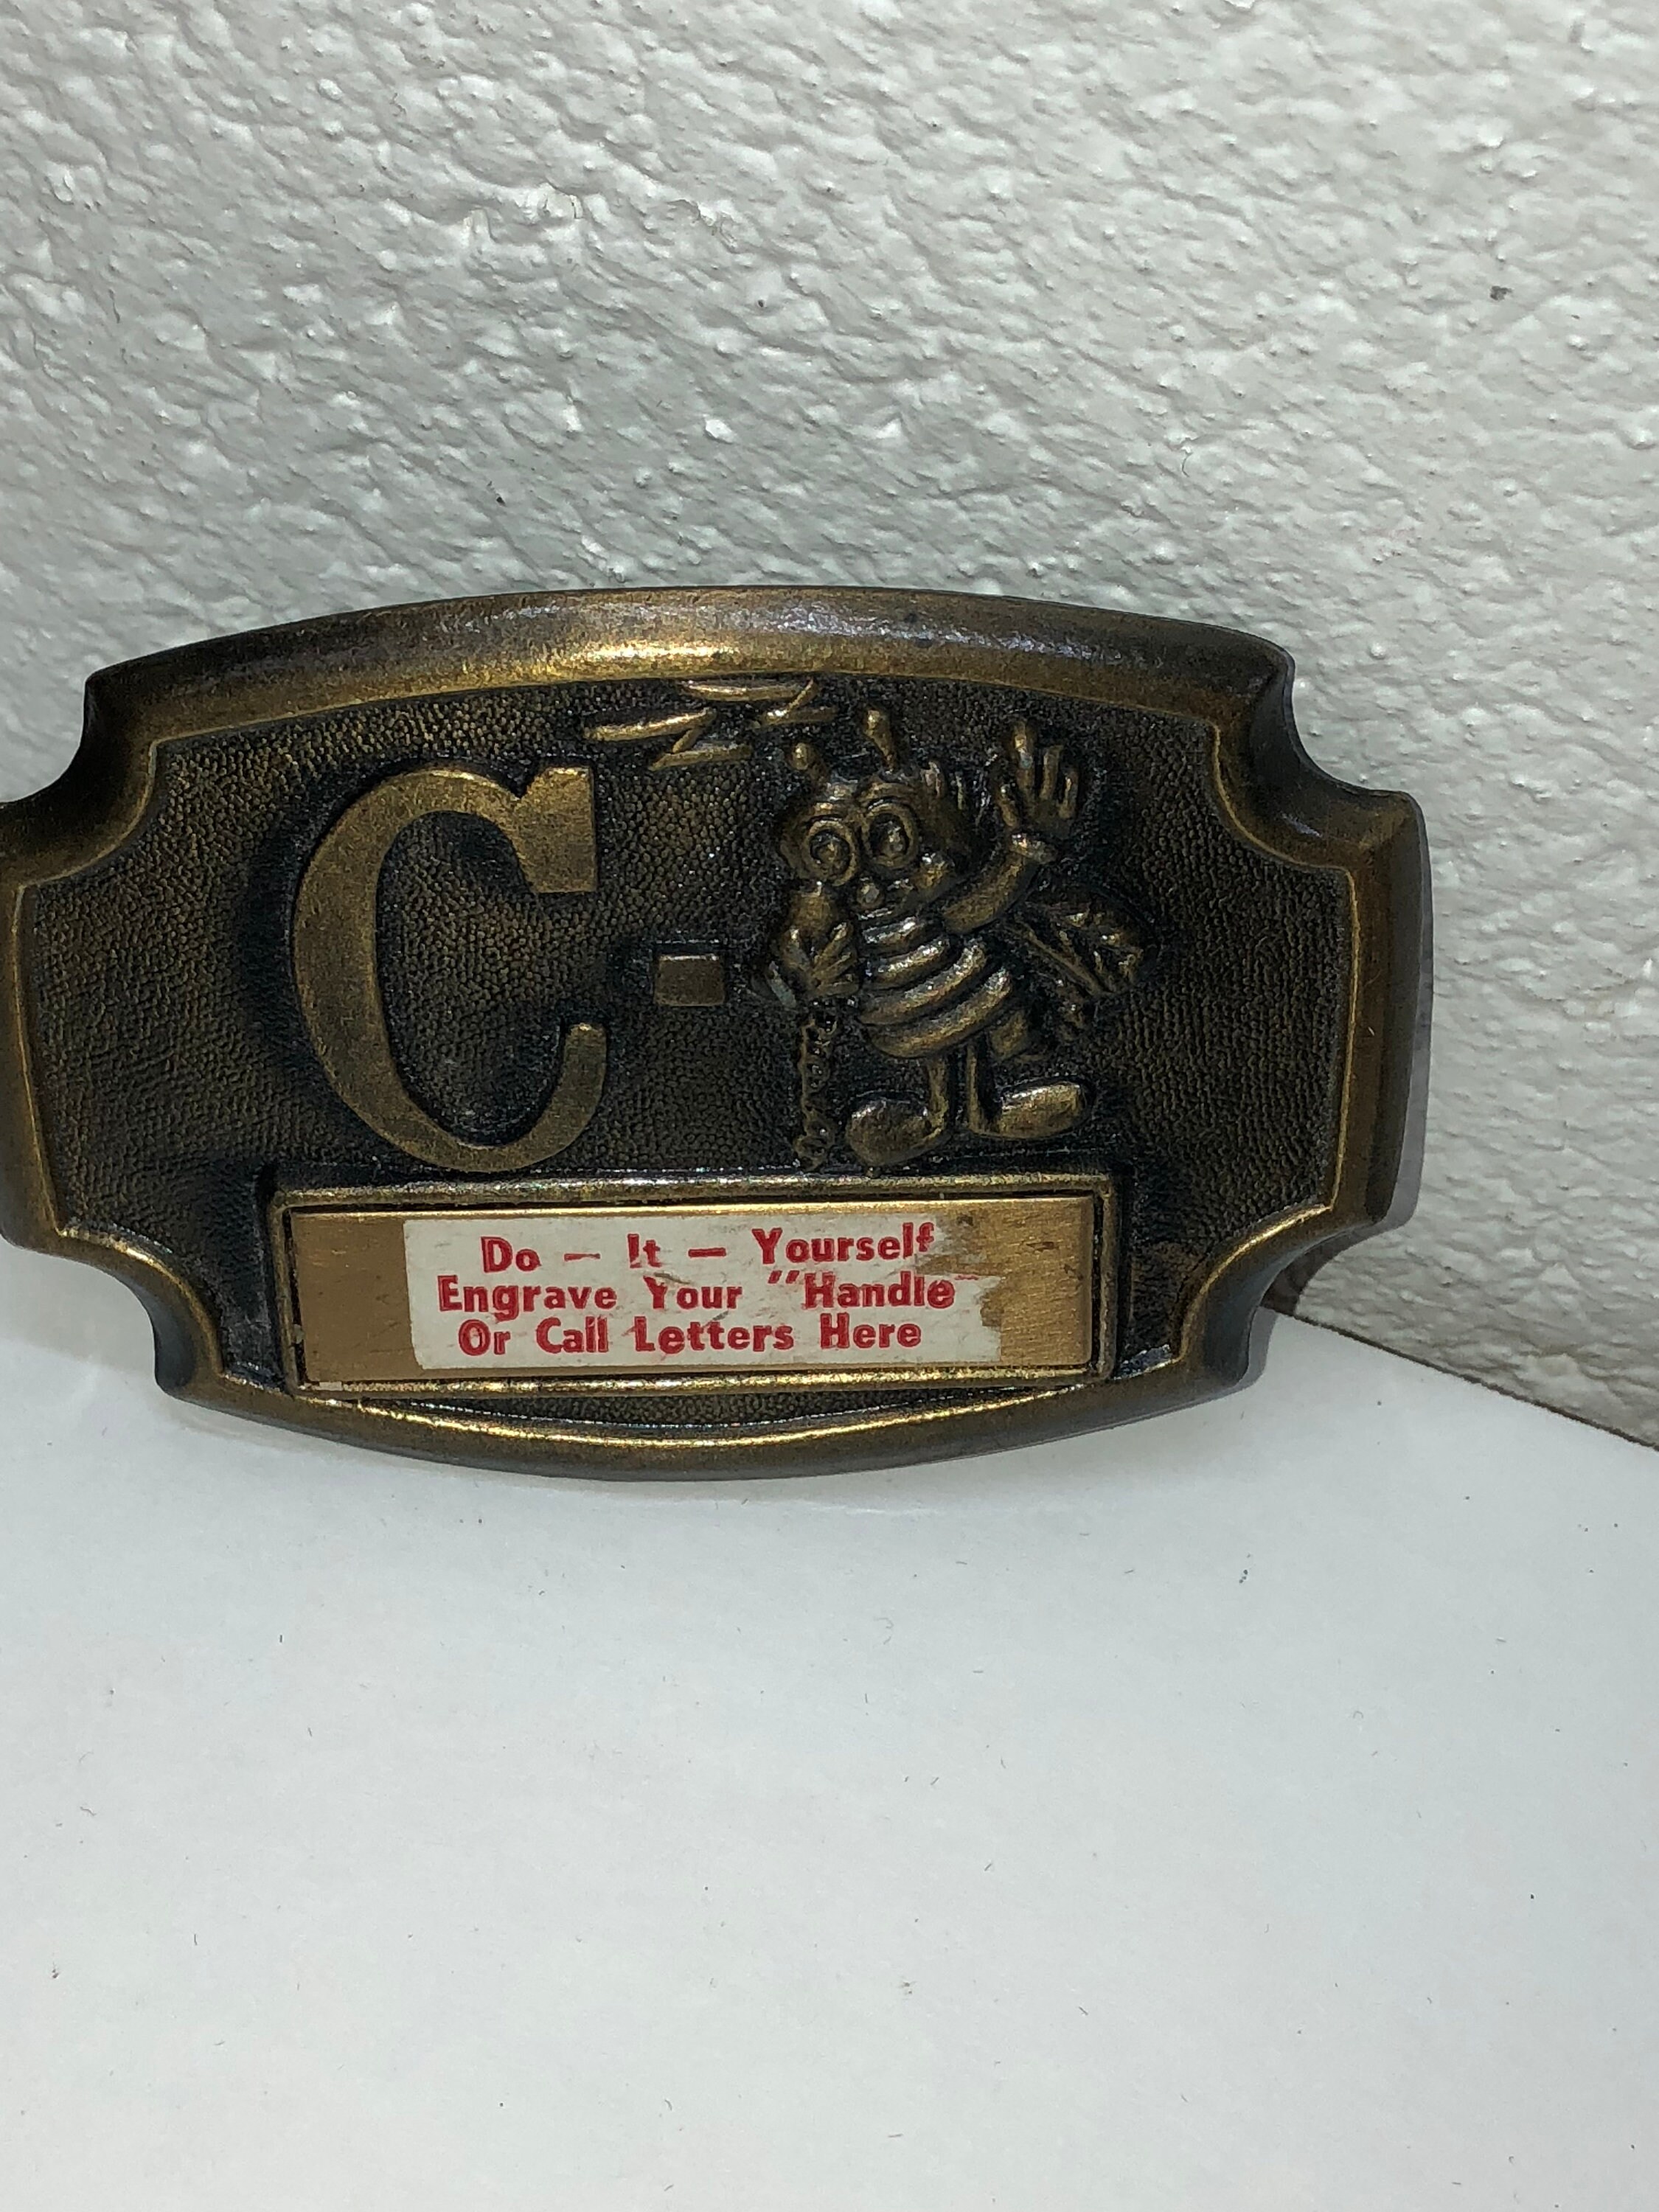 C-
Do - It - Yourself
Engrave Your "Handle
Or Call Letters Here